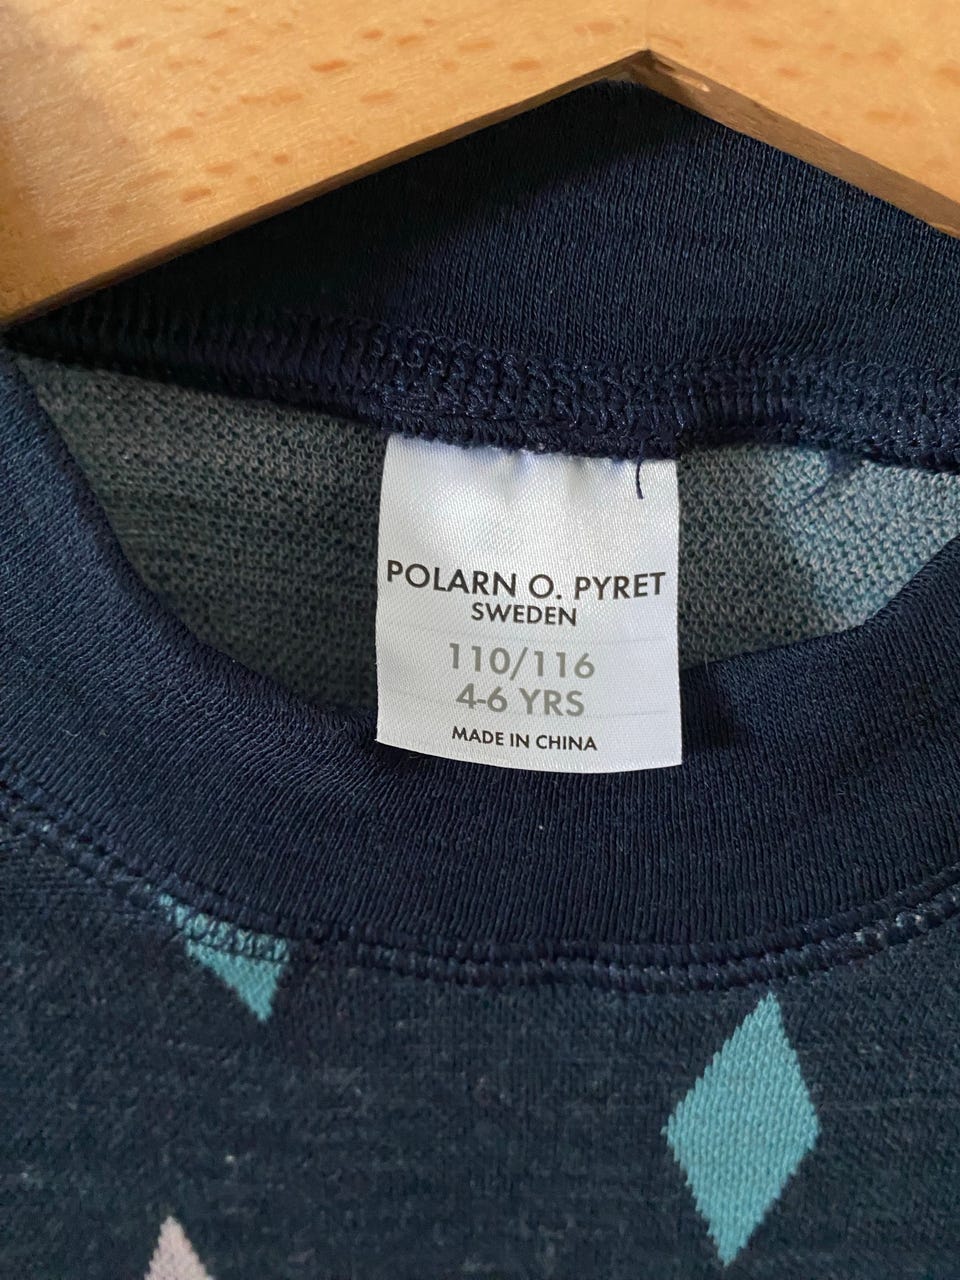 POLARN O. PYRET
SWEDEN
110/116
4-6 YRS
MADE IN CHINA